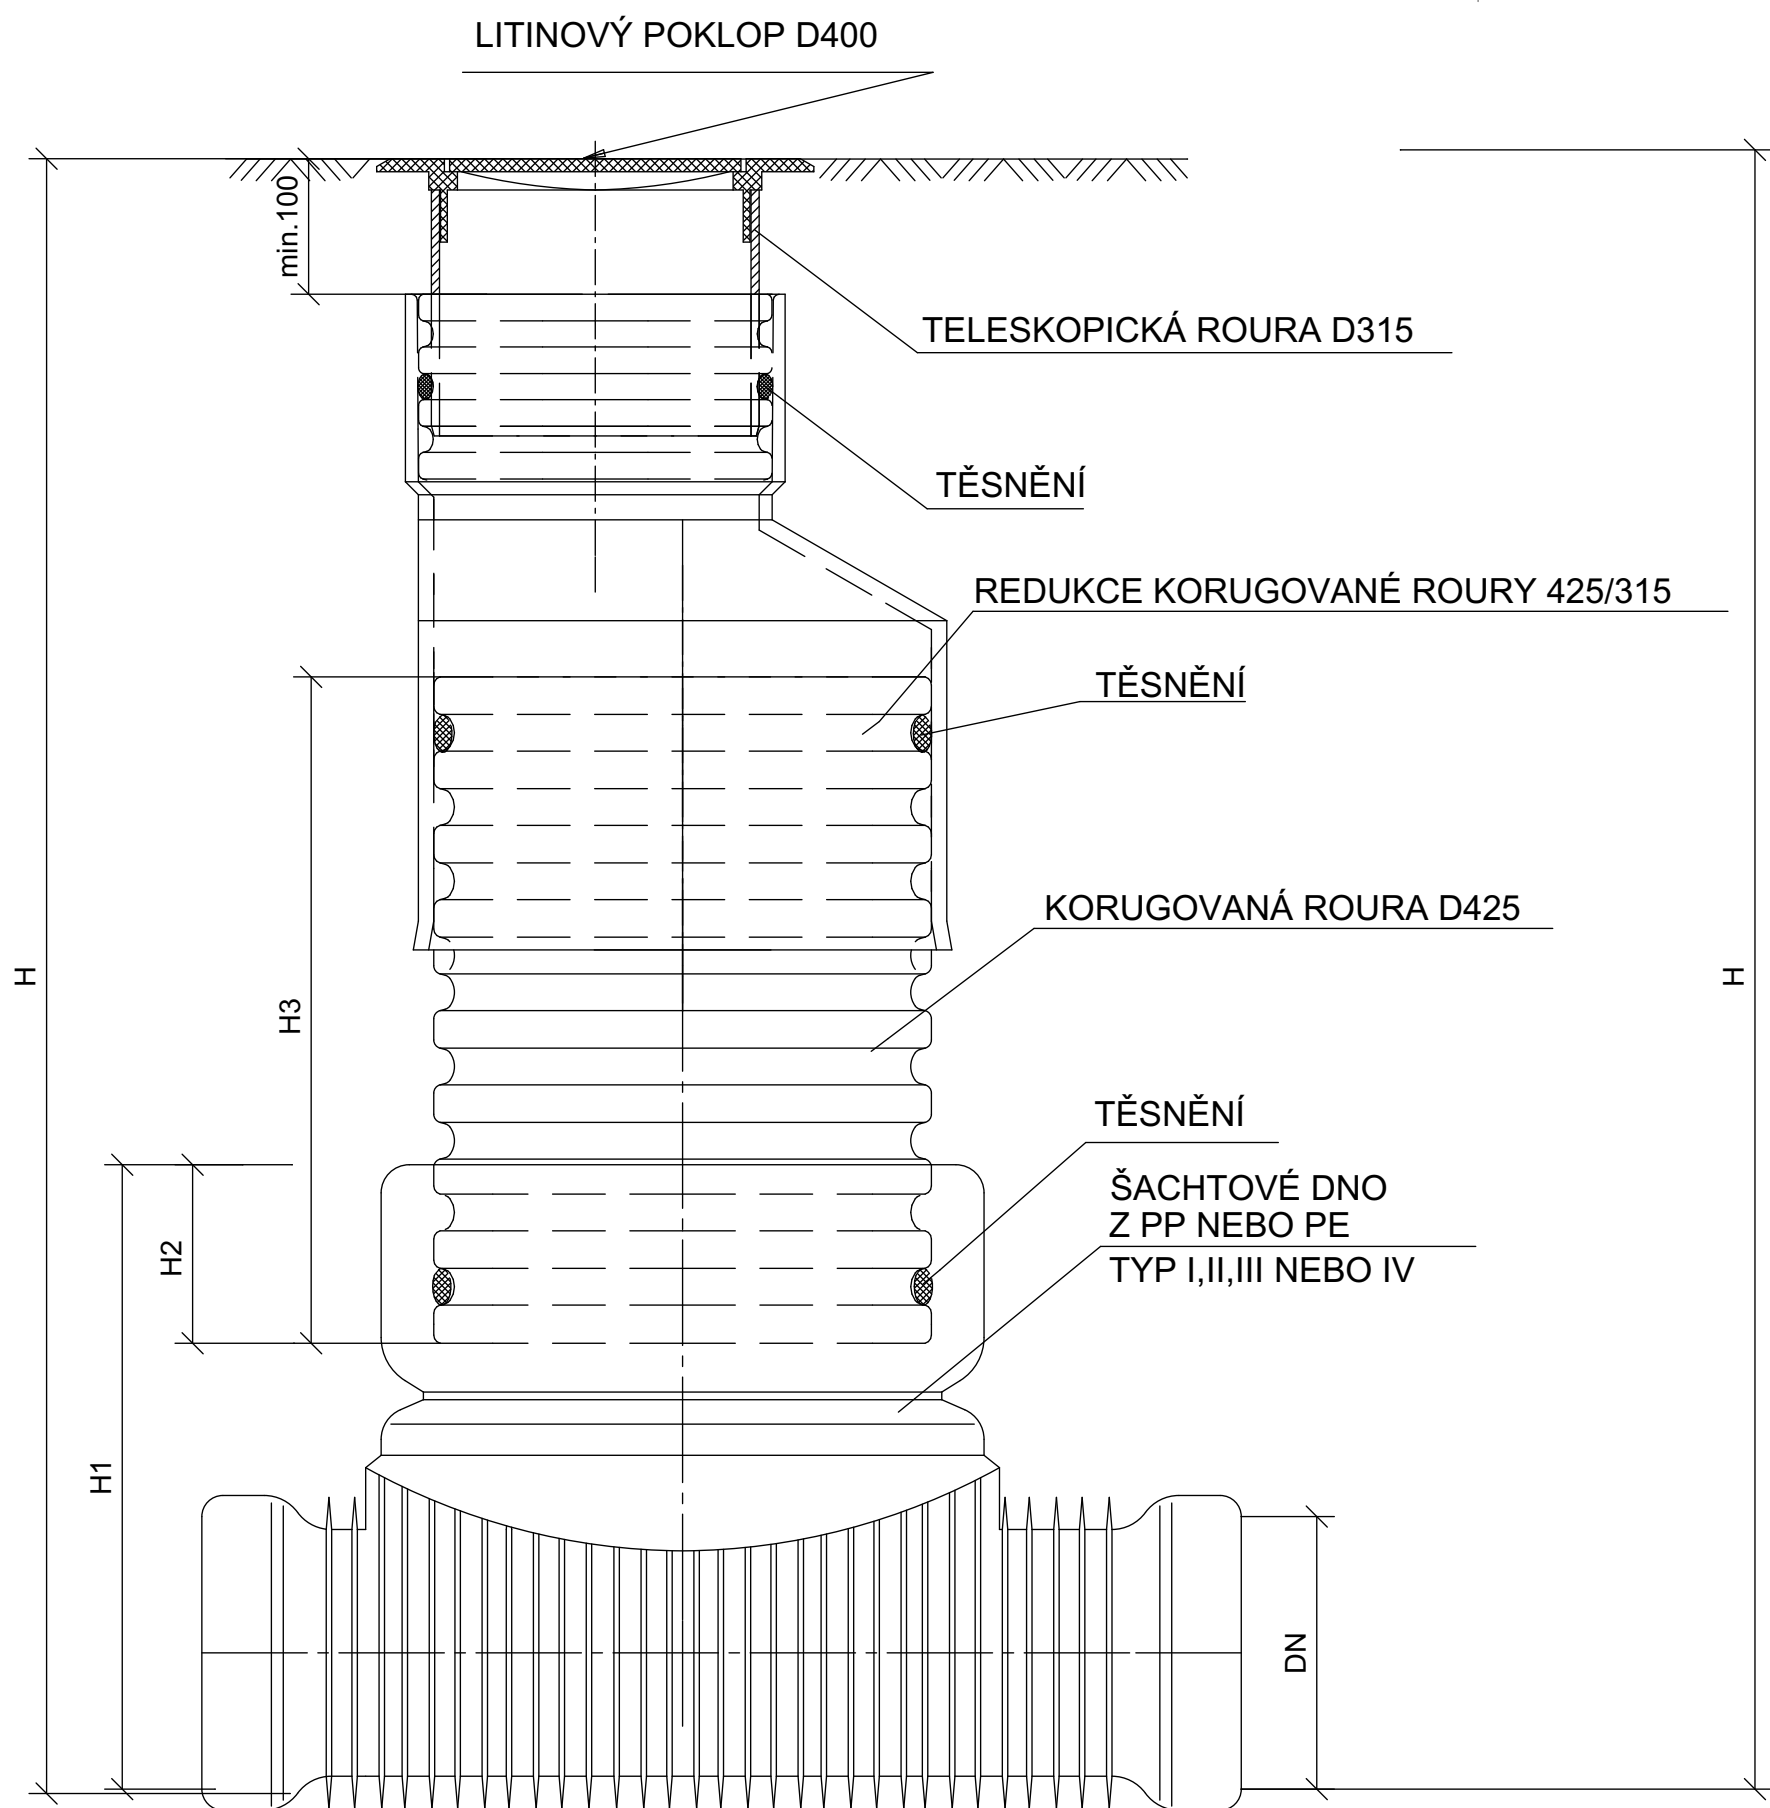 LITINOVÝ POKLOP D400
min.100
TELESKOPICKÁ ROURA D315
TĚSNĚNÍ
REDUKCE KORUGOVANÉ ROURY 425/315
TĚSNĚNÍ
KORUGOVANÁ ROURA D425
H
H3
H
TĚSNĚNÍ
ŠACHTOVÉ DNO
Z PP NEBO PE
TYP I,II,III NEBO IV
H2
H1
DN